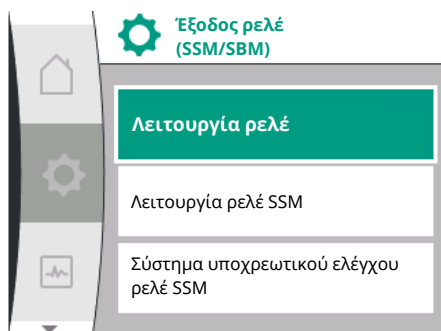 Έξοδος ρελέ
(SSM/SBM)
Λειτουργία ρελέ
Λειτουργία ρελέ SSM
Σύστημα υποχρεωτικού ελέγχου
ρελέ SSM